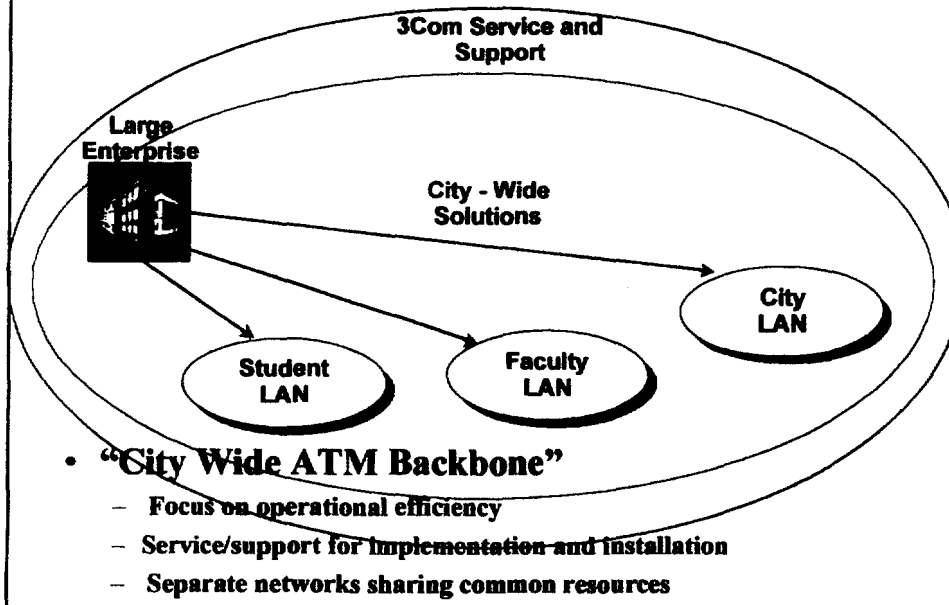 3Com Service and
Support
Large
Enterprise
City - Wide
Solutions
City
LAN
Student
LAN
Faculty
LAN
• “City Wide ATM Backbone”
– Focus on operational efficiency
– Service/support for implementation and installation
– Separate networks sharing common resources